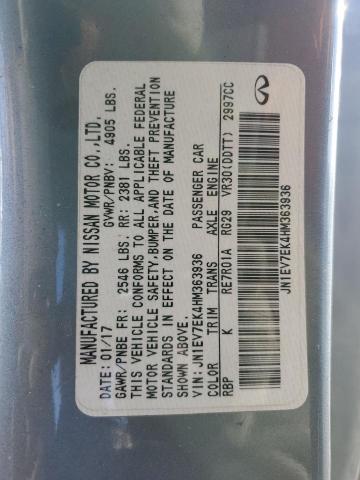 MANUFACTURED BY NISSAN MOTOR CO.,LTD.
DATE: 01/17 GVWR/PNBV: 4905 LBS.
GAWR/PNBE FR: 2546 LBS. RR: 2381 LBS.
THIS VEHICLE CONFORMS TO ALL APPLICABLE FEDERAL
MOTOR VEHICLE SAFETY,BUMPER,AND THEFT PREVENTION
STANDARDS IN EFFECT ON THE DATE OF MANUFACTURE
SHOWN ABOVE.
VIN:JN1EV7EK4HM363936 PASSENGER CAR
COLOR TRIM TRANS AXLE ENGINE
RBP K RE7R01A RG29 VR30(DDTT) 2997CC
JN1EV7EK4HM363936